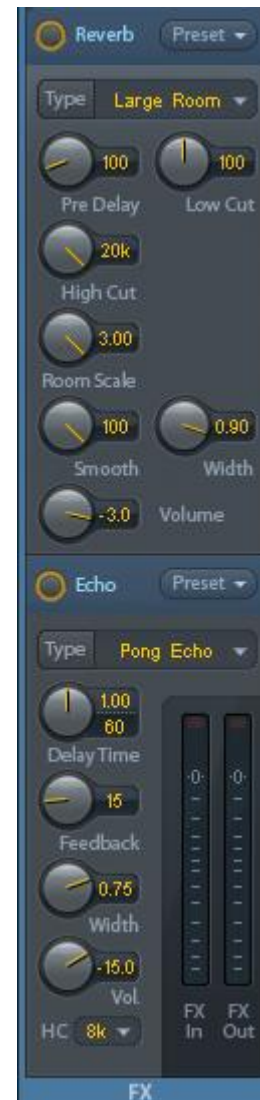 Reverb Preset
Type Large Room
100 100
Pre Delay Low Cut
20k
High Cut
3.00
Room Scale
100 0.90
Smooth Width
-3.0 Volume
Echo Preset
Type Pong Echo
1.00
60
Delay Time
15
Feedback
0.75
Width
-15.0
Vol.
HC 8k
-0- -0-
FX FX
In Out
FX